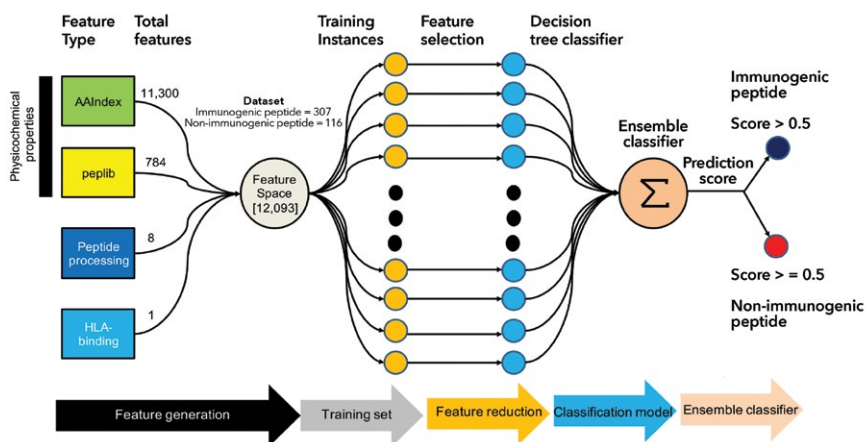 Feature
Type
Total
features
Training
Instances
Feature
selection
Decision
tree classifier
Physicochemical
properties
AAIndex
11,300
peplib
784
Peptide
processing
8
HLA-
binding
1
Dataset
Immunogenic peptide = 307
Non-immunogenic peptide = 116
Feature
Space
[12,093]
Ensemble
classifier
Σ
Prediction
score
Immunogenic
peptide
Score > 0.5
Score > = 0.5
Non-immunogenic
peptide
Feature generation
Training set
Feature reduction
Classification model
Ensemble classifier